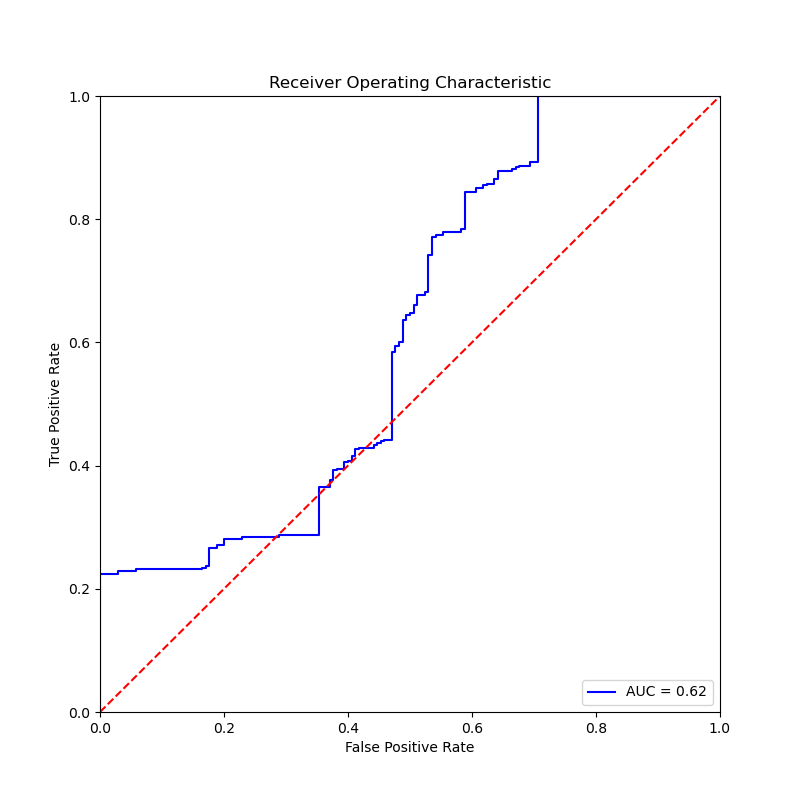 Receiver Operating Characteristic
1.0
0.8
0.6
0.4
0.2
0.0
True Positive Rate
AUC = 0.62
0.0 0.2 0.4 0.6 0.8 1.0
False Positive Rate